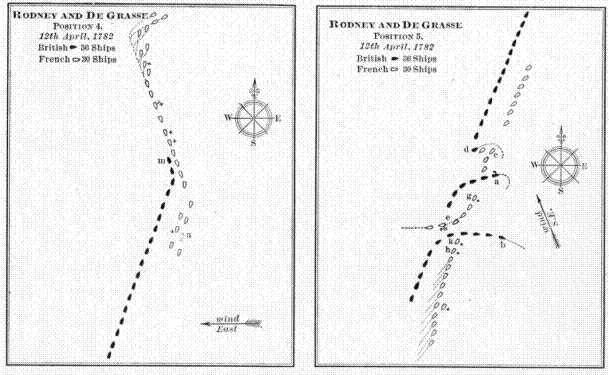 RODNEY AND DE GRASSE
POSITION 4.
12th April, 1782
British 36 Ships
French 30 Ships
W E
S
m
a
wind
East
RODNEY AND DE GRASSE
POSITION 5.
12th April, 1782
British 36 Ships
French 30 Ships
d
c
W E
S
a
g
e
k
h
b
wind
S.E.